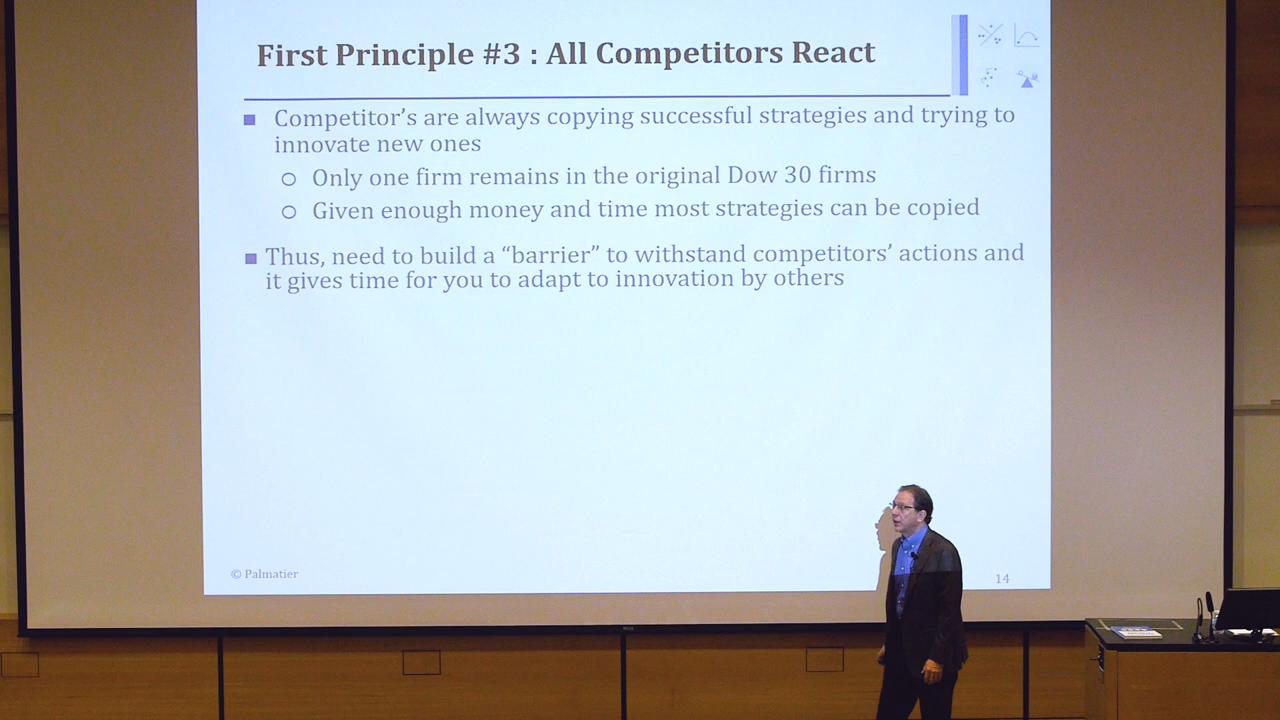 First Principle #3 : All Competitors React
Competitor's are always copying successful strategies and trying to
innovate new ones
Only one firm remains in the original Dow 30 firms
Given enough money and time most strategies can be copied
Thus, need to build a “barrier” to withstand competitors’ actions and
it gives time for you to adapt to innovation by others
© Palmatier
14